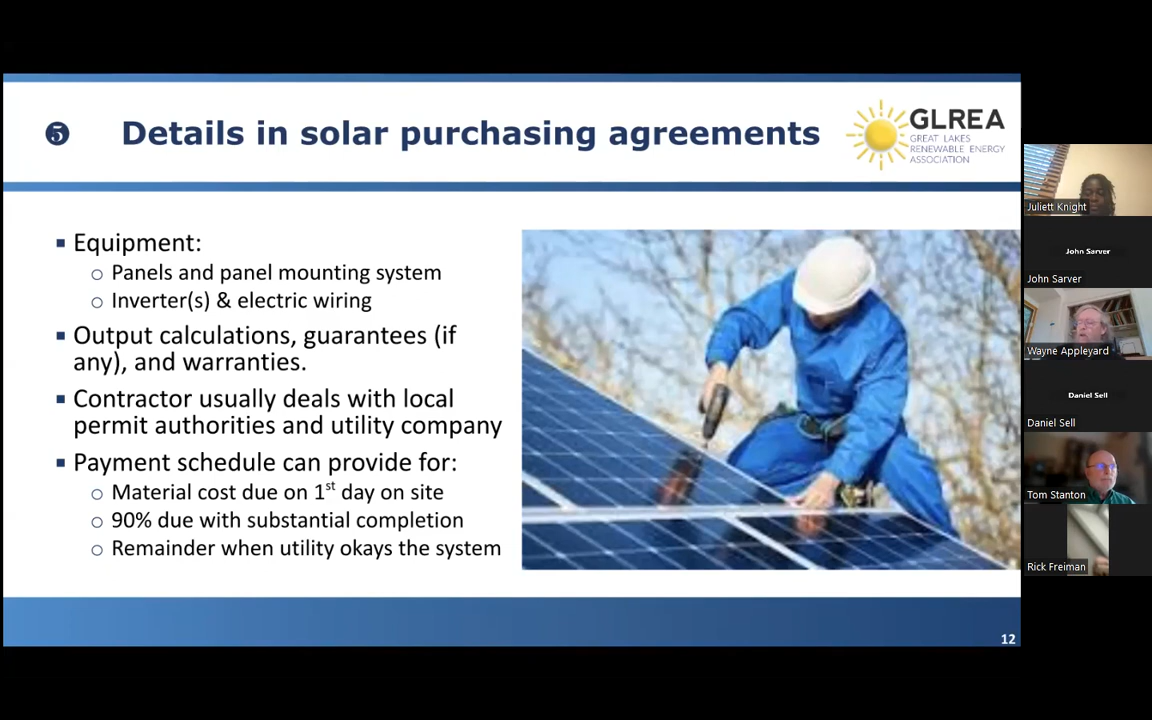 ❺ Details in solar purchasing agreements
GLREA
GREAT LAKES
RENEWABLE ENERGY
ASSOCIATION
▪ Equipment:
○ Panels and panel mounting system
○ Inverter(s) & electric wiring
▪ Output calculations, guarantees (if
any), and warranties.
▪ Contractor usually deals with local
permit authorities and utility company
▪ Payment schedule can provide for:
○ Material cost due on 1st day on site
○ 90% due with substantial completion
○ Remainder when utility okays the system
12
Juliett Knight
John Sarver
John Sarver
Wayne Appleyard
Daniel Sell
Daniel Sell
Tom Stanton
Rick Freiman